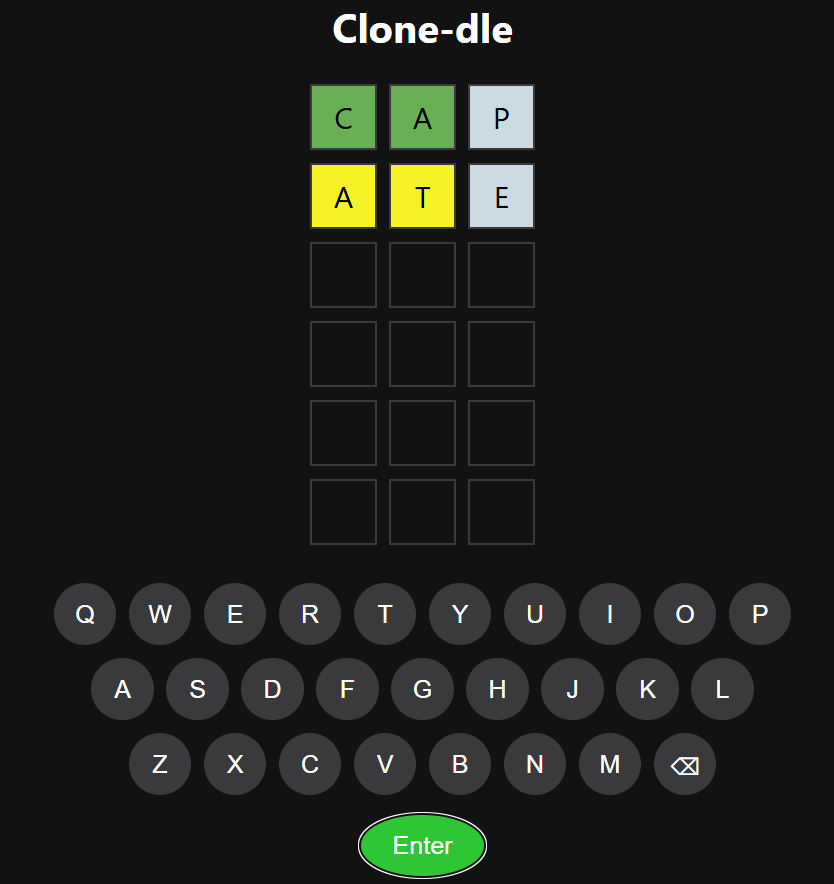 Clone-dle
C A P
A T E
Q W E R T Y U I O P
A S D F G H J K L
Z X C V B N M ⌫
Enter